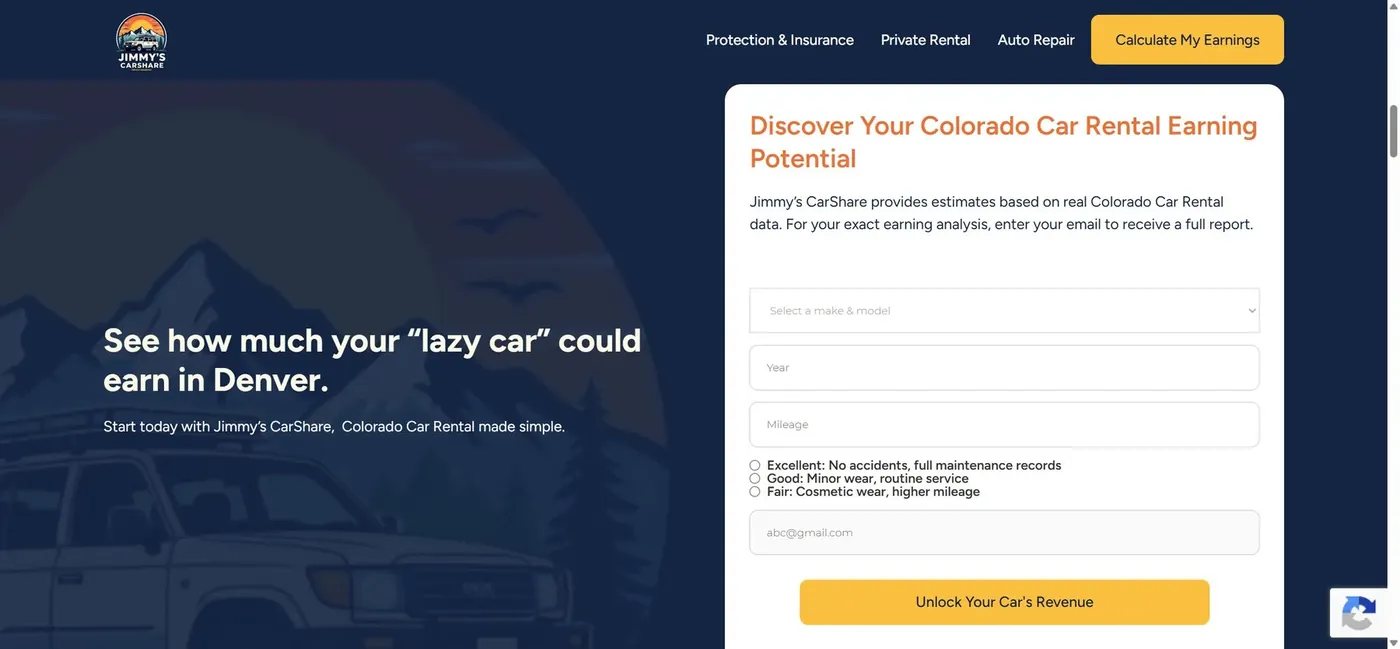 JIMMY'S
CARSHARE
Protection & Insurance
Private Rental
Auto Repair
Calculate My Earnings
See how much your “lazy car” could
earn in Denver.
Start today with Jimmy’s CarShare,  Colorado Car Rental made simple.
Discover Your Colorado Car Rental Earning
Potential
Jimmy’s CarShare provides estimates based on real Colorado Car Rental
data. For your exact earning analysis, enter your email to receive a full report.
Select a make & model
Year
Mileage
Excellent: No accidents, full maintenance records
Good: Minor wear, routine service
Fair: Cosmetic wear, higher mileage
abc@gmail.com
Unlock Your Car's Revenue